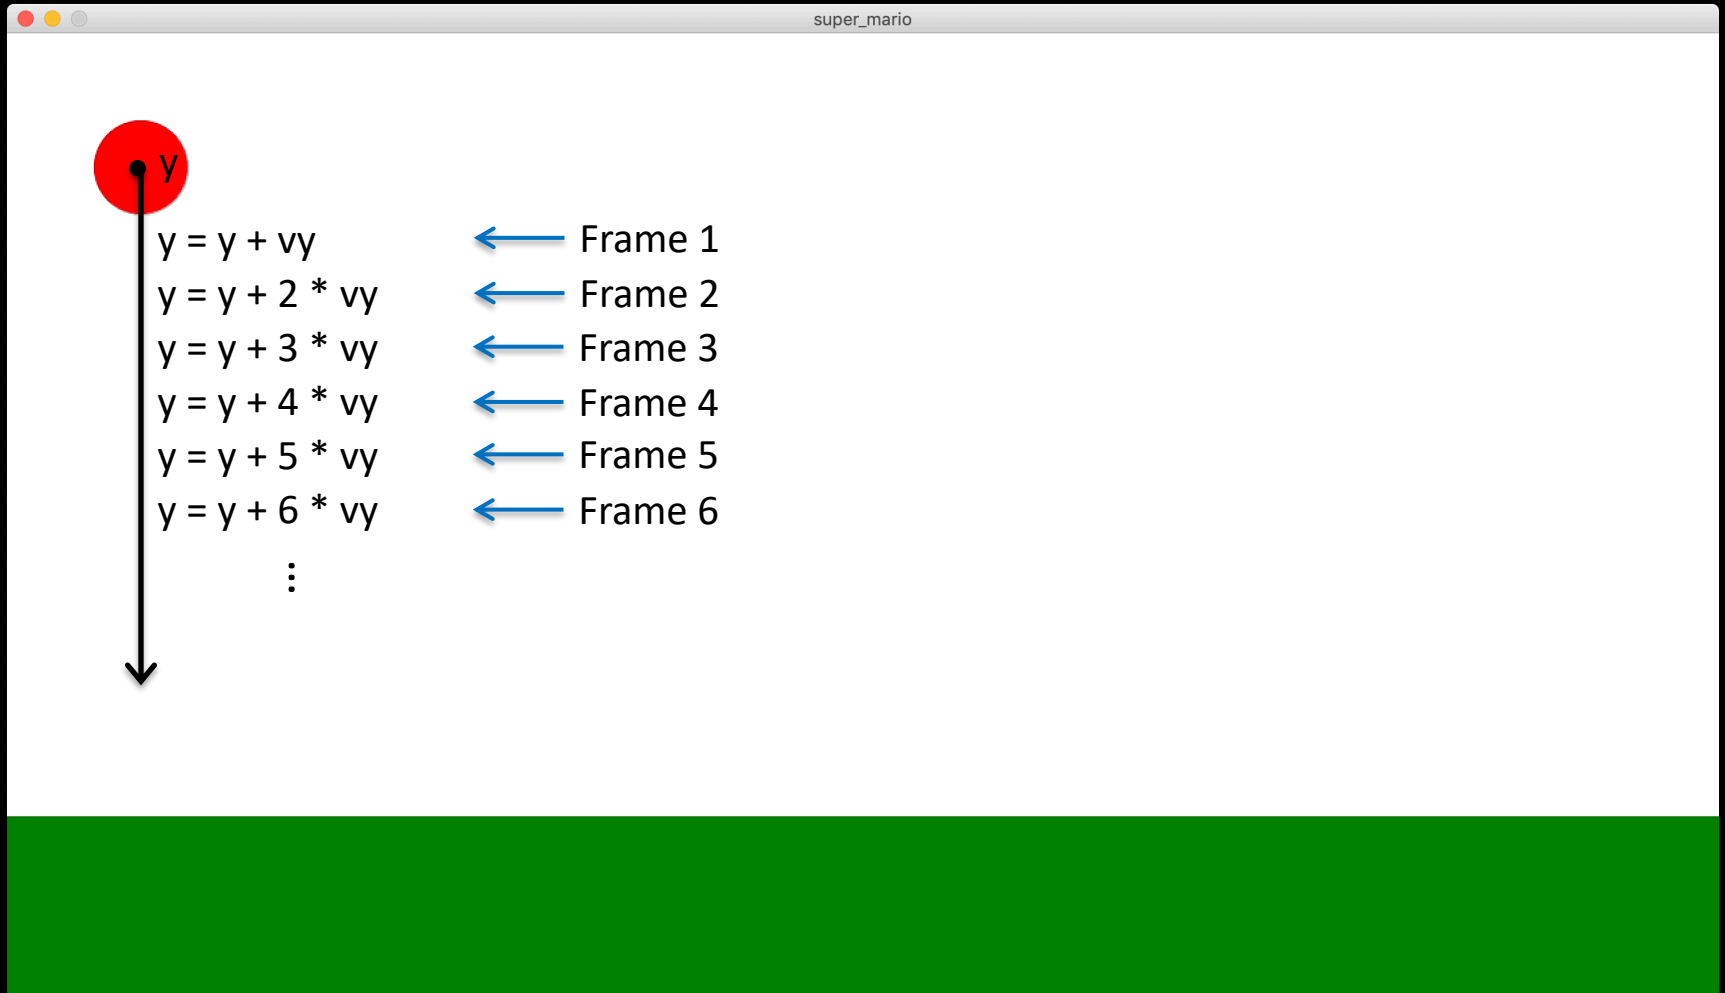 super_mario
y
y = y + vy Frame 1
y = y + 2 * vy Frame 2
y = y + 3 * vy Frame 3
y = y + 4 * vy Frame 4
y = y + 5 * vy Frame 5
y = y + 6 * vy Frame 6
⋮